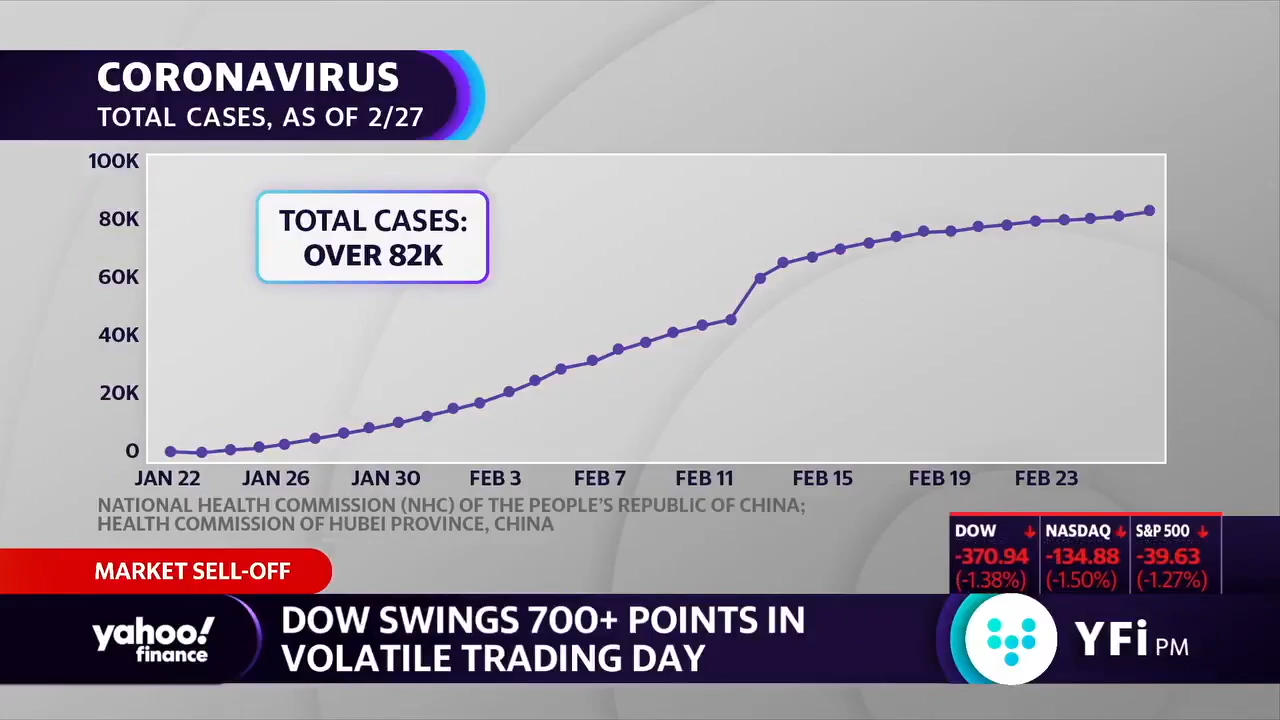 CORONAVIRUS
TOTAL CASES, AS OF 2/27
100K
80K
60K
40K
20K
0
TOTAL CASES:
OVER 82K
JAN 22 JAN 26 JAN 30 FEB 3 FEB 7 FEB 11 FEB 15 FEB 19 FEB 23
NATIONAL HEALTH COMMISSION (NHC) OF THE PEOPLE'S REPUBLIC OF CHINA;
HEALTH COMMISSION OF HUBEI PROVINCE, CHINA
DOW NASDAQ S&P 500
-370.94 -134.88 -39.63
(-1.38%) (-1.50%) (-1.27%)
MARKET SELL-OFF
yahoo!
finance
DOW SWINGS 700+ POINTS IN
VOLATILE TRADING DAY
YFi PM